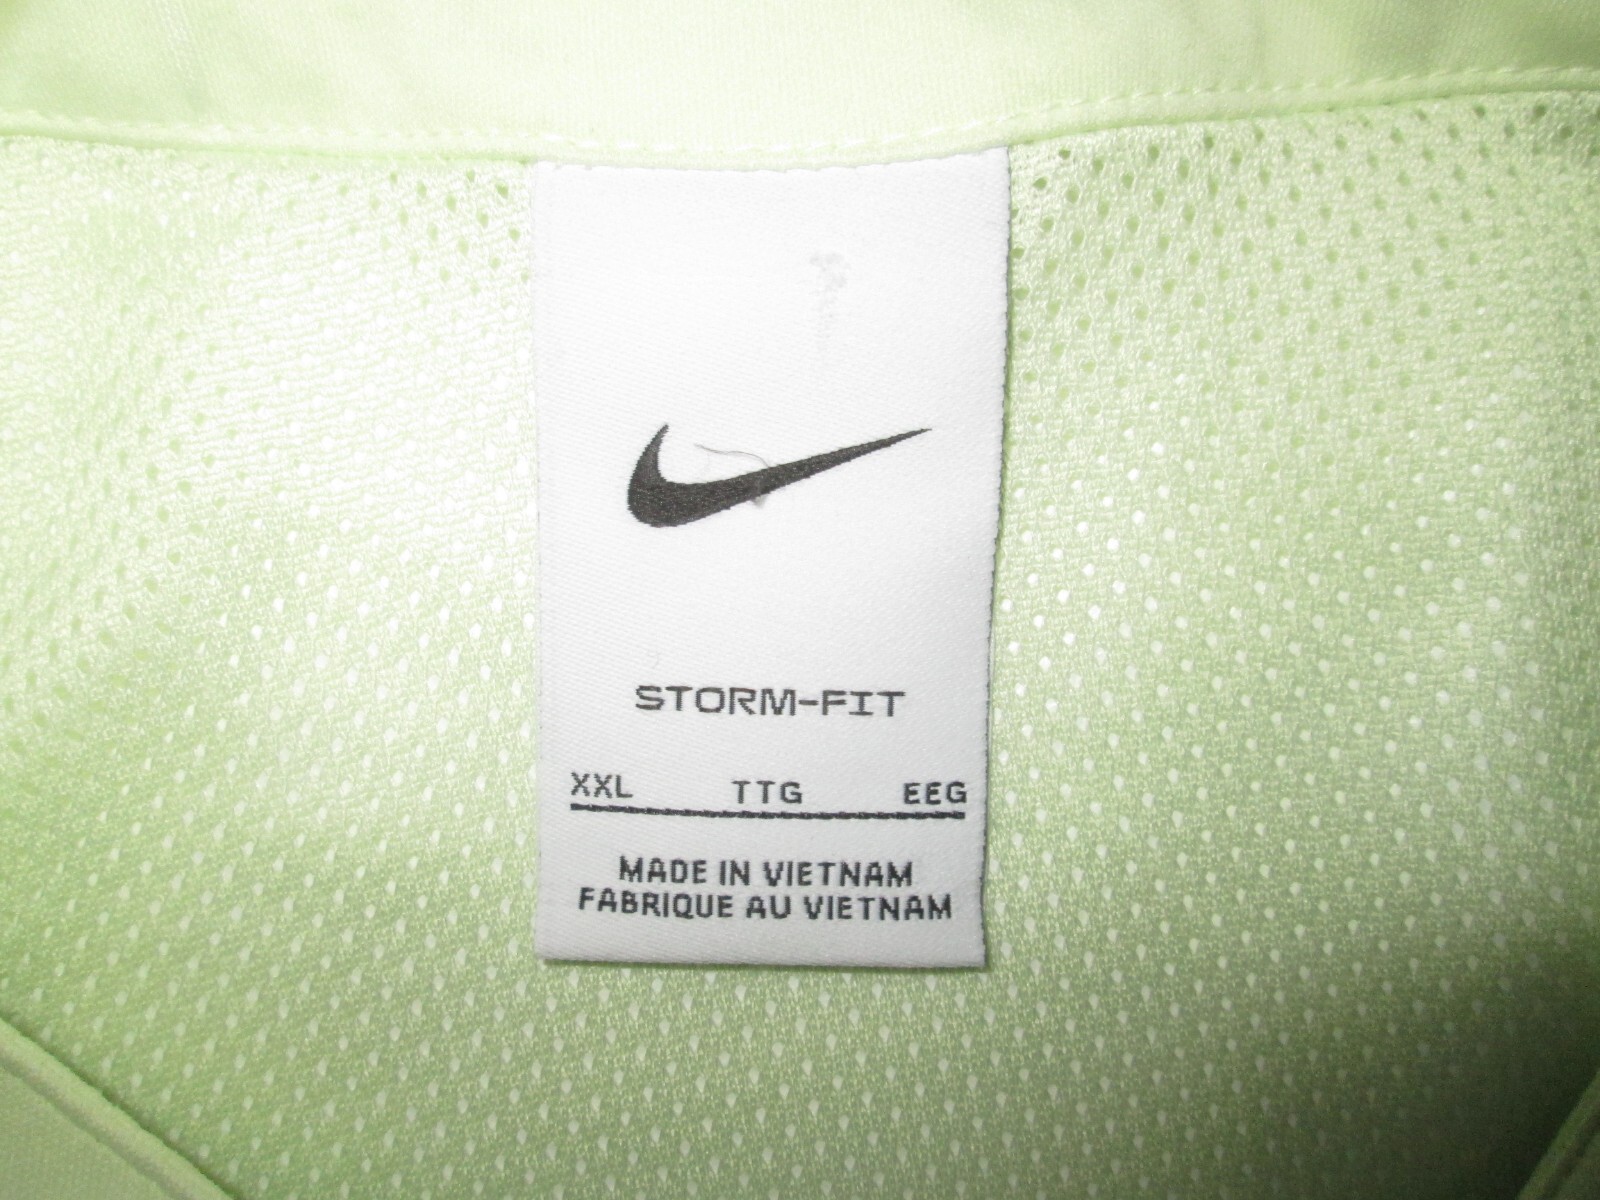 STORM-FIT
XXL TTG EEG
MADE IN VIETNAM
FABRIQUE AU VIETNAM